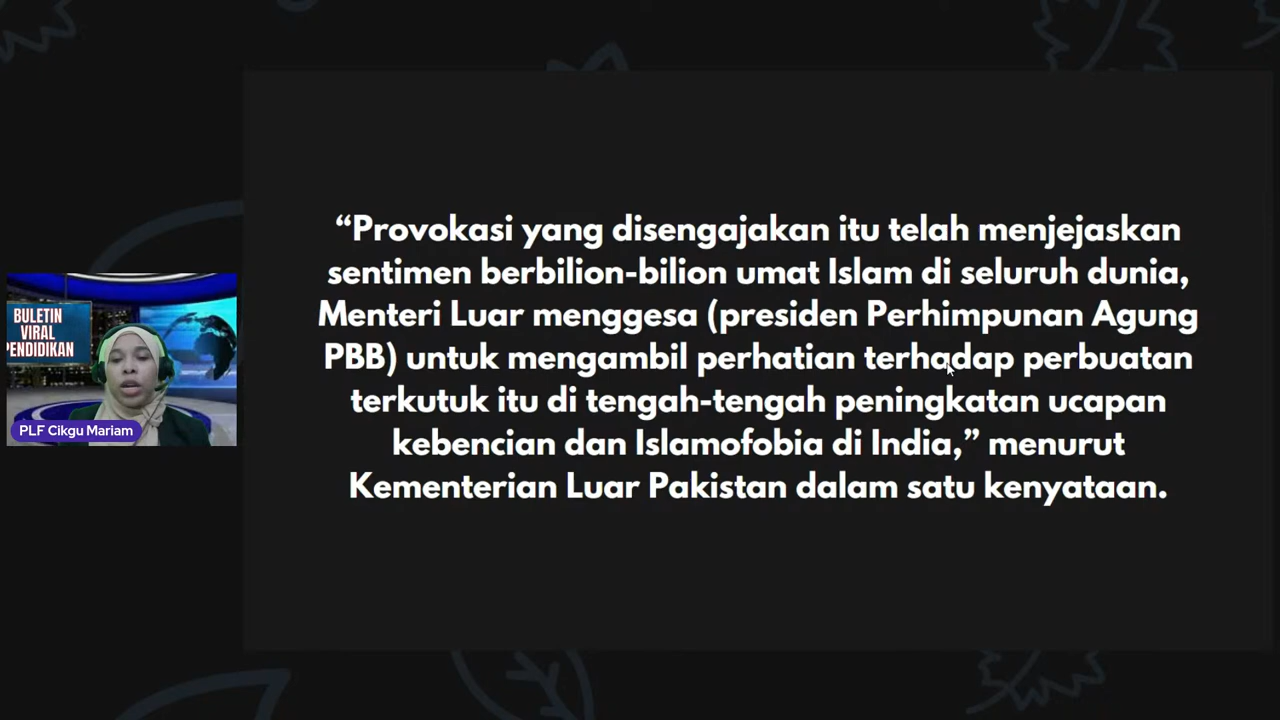 “Provokasi yang disengajakan itu telah menjejaskan
sentimen berbilion-bilion umat Islam di seluruh dunia,
Menteri Luar menggesa (presiden Perhimpunan Agung
PBB) untuk mengambil perhatian terhadap perbuatan
terkutuk itu di tengah-tengah peningkatan ucapan
kebencian dan Islamofobia di India,” menurut
Kementerian Luar Pakistan dalam satu kenyataan.
BULETIN
VIRAL
PENDIDIKAN
PLF Cikgu Mariam